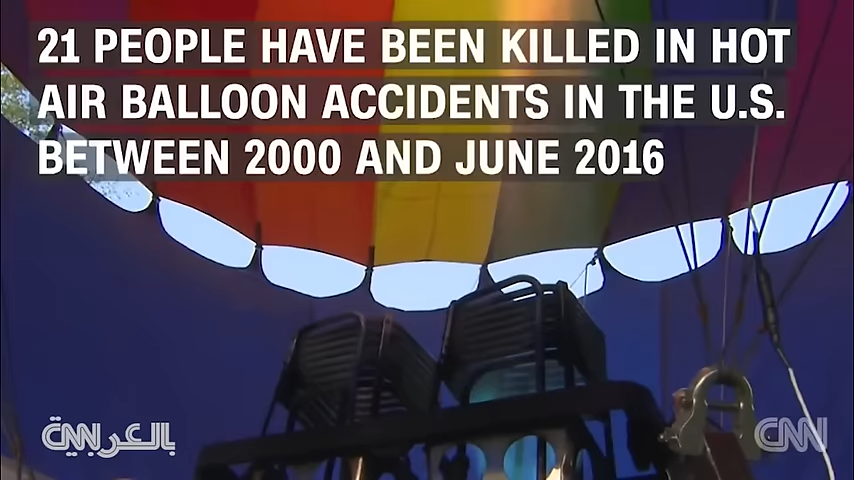 21 PEOPLE HAVE BEEN KILLED IN HOT
AIR BALLOON ACCIDENTS IN THE U.S.
BETWEEN 2000 AND JUNE 2016
CNN بالعربية
CNN